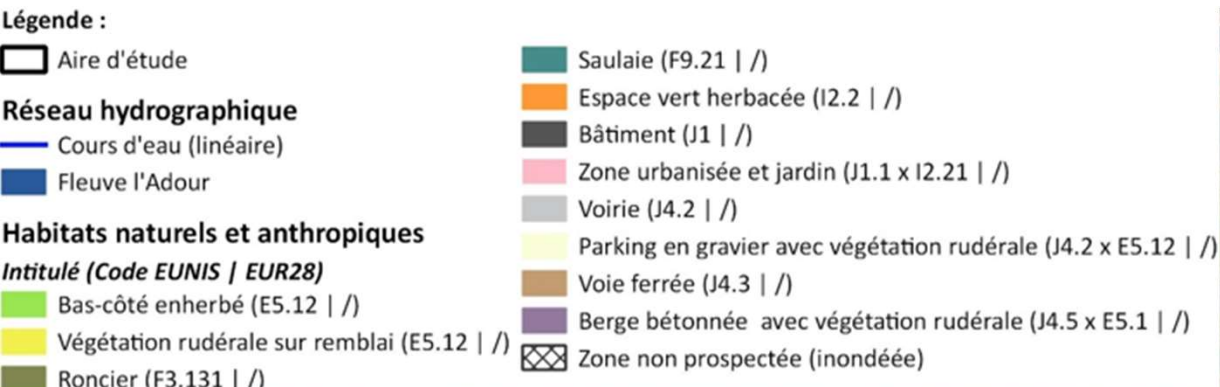 Légende :
Aire d'étude
Réseau hydrographique
Cours d'eau (linéaire)
Fleuve l'Adour
Habitats naturels et anthropiques
Intitulé (Code EUNIS | EUR28)
Bas-côté enherbé (E5.12 | /)
Végétation rudérale sur remblai (E5.12 | /)
Roncier (F3.131 | /)
Saulaie (F9.21 | /)
Espace vert herbacée (I2.2 | /)
Bâtiment (J1 | /)
Zone urbanisée et jardin (J1.1 x I2.21 | /)
Voirie (J4.2 | /)
Parking en gravier avec végétation rudérale (J4.2 x E5.12 | /)
Voie ferrée (J4.3 | /)
Berge bétonnée  avec végétation rudérale (J4.5 x E5.1 | /)
Zone non prospectée (inondéée)